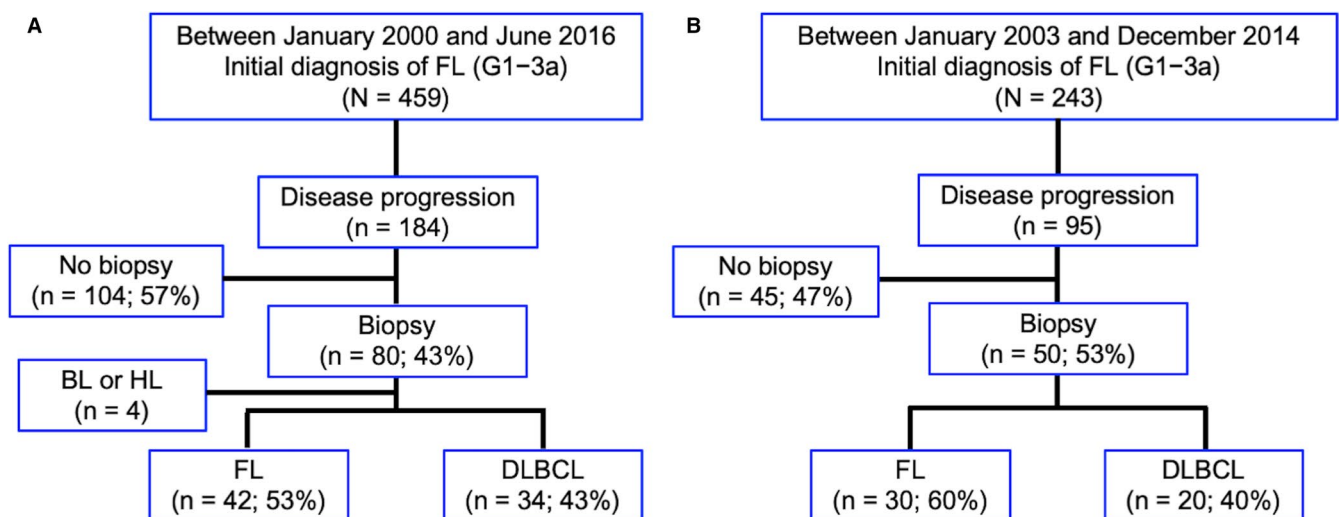 A
Between January 2000 and June 2016
Initial diagnosis of FL (G1−3a)
(N = 459)
Disease progression
(n = 184)
No biopsy
(n = 104; 57%)
Biopsy
(n = 80; 43%)
BL or HL
(n = 4)
FL
(n = 42; 53%)
DLBCL
(n = 34; 43%)
B
Between January 2003 and December 2014
Initial diagnosis of FL (G1−3a)
(N = 243)
Disease progression
(n = 95)
No biopsy
(n = 45; 47%)
Biopsy
(n = 50; 53%)
FL
(n = 30; 60%)
DLBCL
(n = 20; 40%)